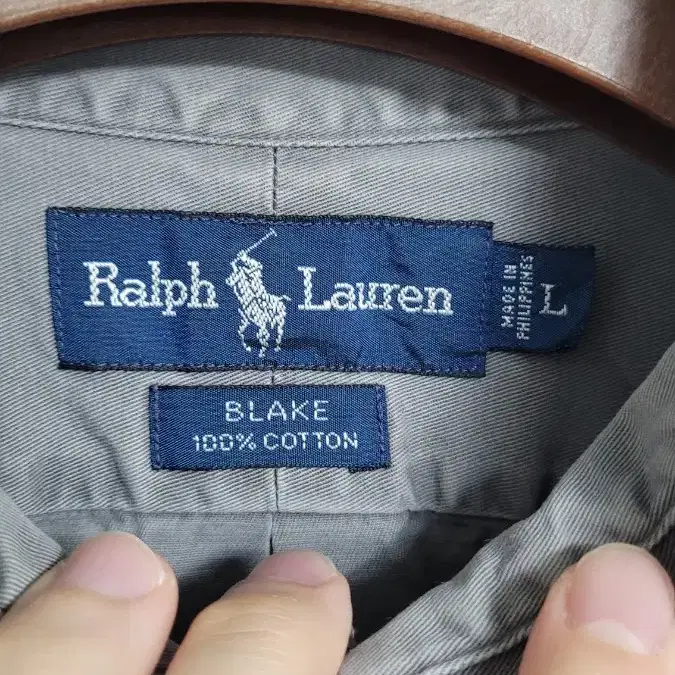 Ralph Lauren
MADE IN
PHILIPPINES
L
BLAKE
100% COTTON